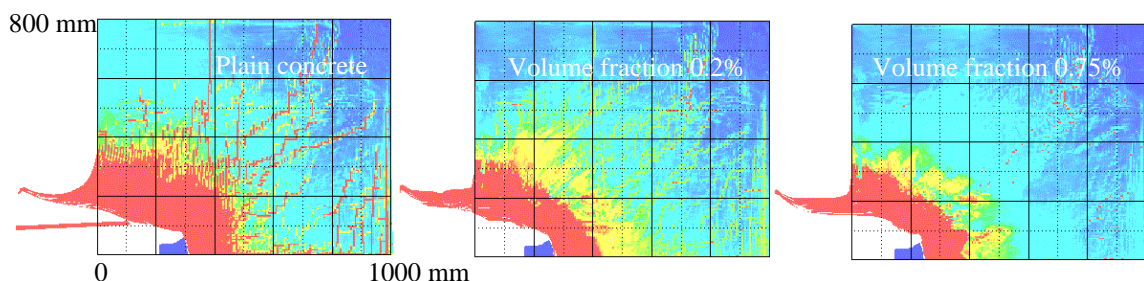 800 mm
Plain concrete
Volume fraction 0.2%
Volume fraction 0.75%
0
1000 mm